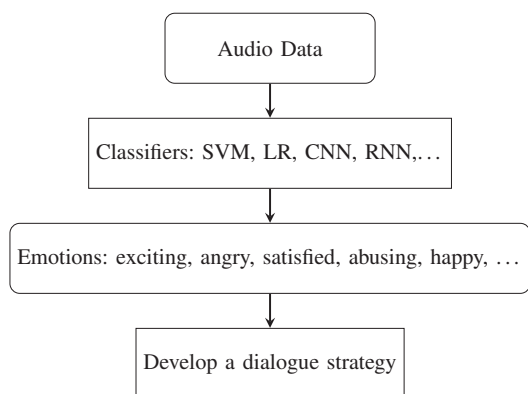 Audio Data
Classifiers: SVM, LR, CNN, RNN,...
Emotions: exciting, angry, satisfied, abusing, happy, ...
Develop a dialogue strategy